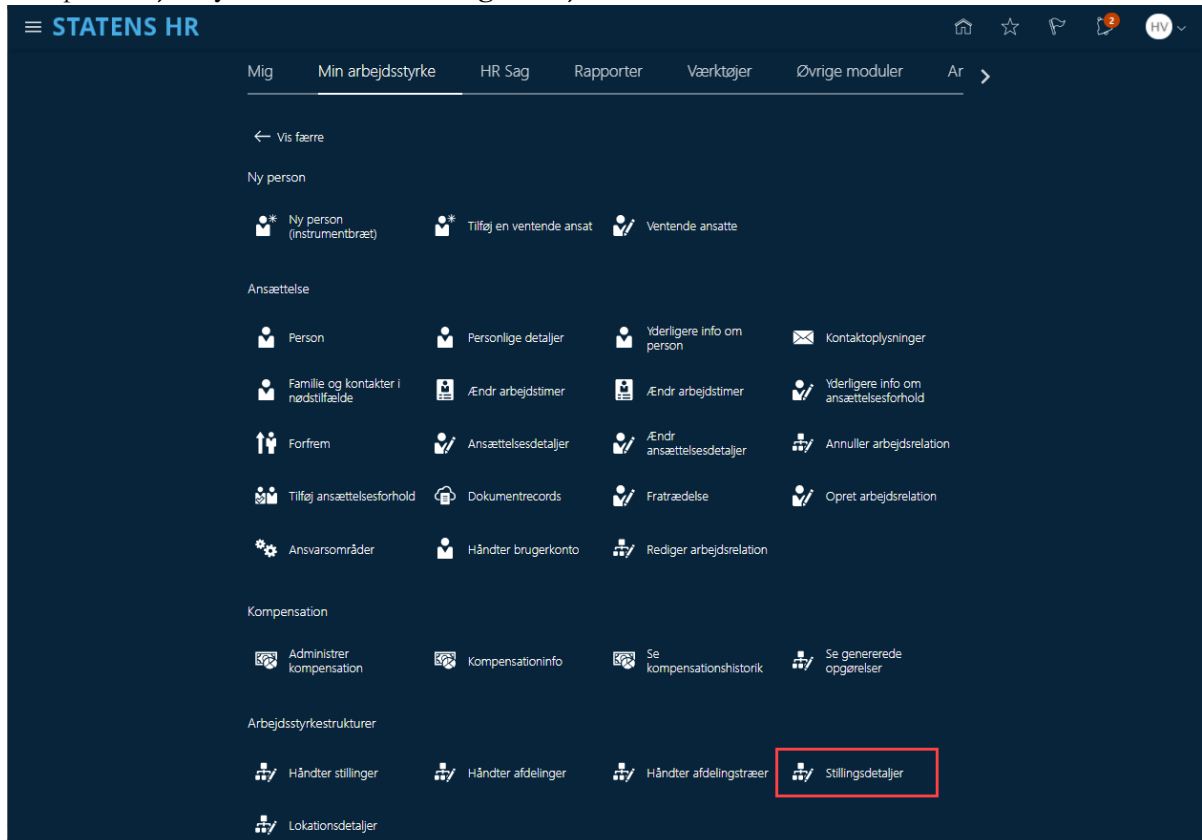 STATENS HR
2
HV
Mig Min arbejdsstyrke HR Sag Rapporter Værktøjer Øvrige moduler Ar
Vis færre
Ny person
Ny person
(instrumentbræt)
Tilføj en ventende ansat
Ventende ansatte
Ansættelse
Person
Personlige detaljer
Yderligere info om
person
Kontaktoplysninger
Familie og kontakter i
nødstilfælde
Ændr arbejdstimer
Ændr arbejdstimer
Yderligere info om
ansættelsesforhold
Forfrem
Ansættelsesdetaljer
Ændr
ansættelsesdetaljer
Annuller arbejdsrelation
Tilføj ansættelsesforhold
Dokumentrecords
Fratrædelse
Opret arbejdsrelation
Ansvarsområder
Håndter brugerkonto
Rediger arbejdsrelation
Kompensation
Administrer
kompensation
Kompensationinfo
Se
kompensationshistorik
Se genererede
opgørelser
Arbejdsstyrkestrukturer
Håndter stillinger
Håndter afdelinger
Håndter afdelingstræer
Stillingsdetaljer
Lokationsdetaljer